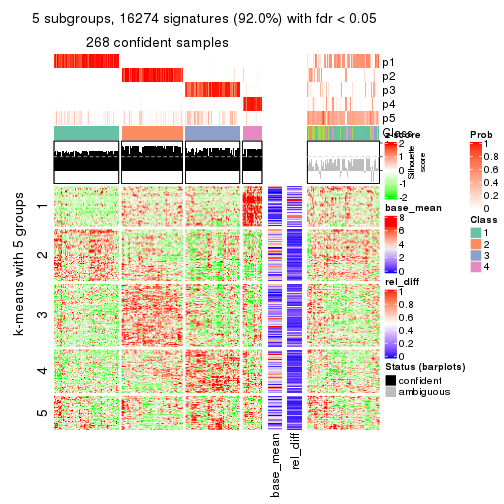 5 subgroups, 16274 signatures (92.0%) with fdr < 0.05
268 confident samples
p1
p2
p3
p4
p5
Class
Silhouette
score
k-means with 5 groups
1
2
3
4
5
base_mean
rel_diff
z-score
2
1
0
-1
-2
base_mean
8
6
4
2
0
rel_diff
1
0.8
0.6
0.4
0.2
0
Status (barplots)
confident
ambiguous
Prob
1
0.8
0.6
0.4
0.2
0
Class
1
2
3
4